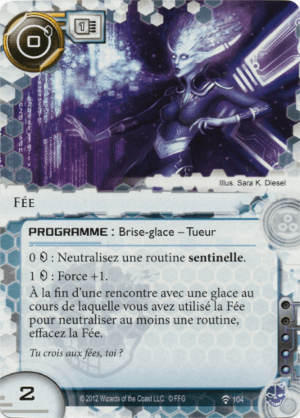 0
1
Illus. Sara K. Diesel
FÉE
PROGRAMME : Brise-glace – Tueur
0 : Neutralisez une routine sentinelle.
1 : Force +1.
À la fin d'une rencontre avec une glace au
cours de laquelle vous avez utilisé la Fée
pour neutraliser au moins une routine,
effacez la Fée.
Tu crois aux fées, toi ?
2
© 2012 Wizards of the Coast LLC. © FFG
104